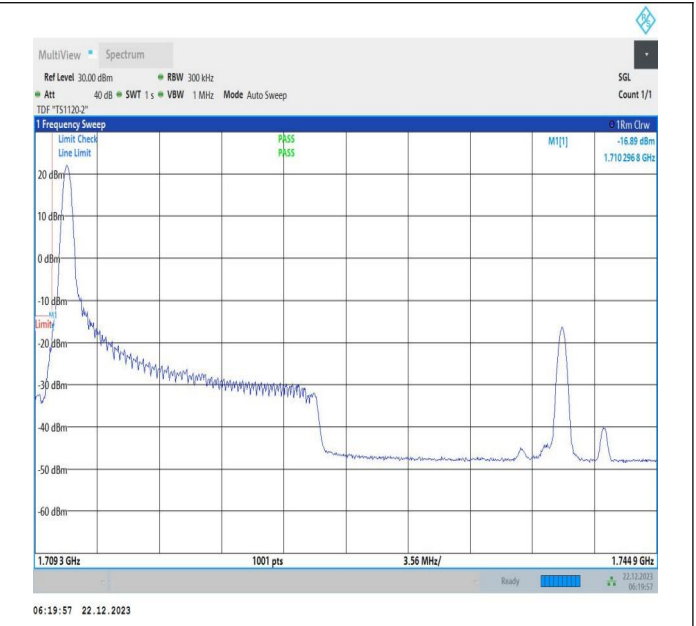 MultiView Spectrum
Ref Level 30.00 dBm RBW 300 kHz SGL
Att 40 dB SWT 1 s VBW 1 MHz Mode Auto Sweep Count 1/1
TDF "TS1120-2"
1 Frequency Sweep 1Rm Clrw
Limit Check PASS M1[1] -16.89 dBm
Line Limit PASS 1.710 296 8 GHz
20 dBm
10 dBm
0 dBm
-10 dBm
M1
Limit
-20 dBm
-30 dBm
-40 dBm
-50 dBm
-60 dBm
1.709 3 GHz 1001 pts 3.56 MHz/ 1.744 9 GHz
Ready 22.12.2023
06:19:57
06:19:57 22.12.2023